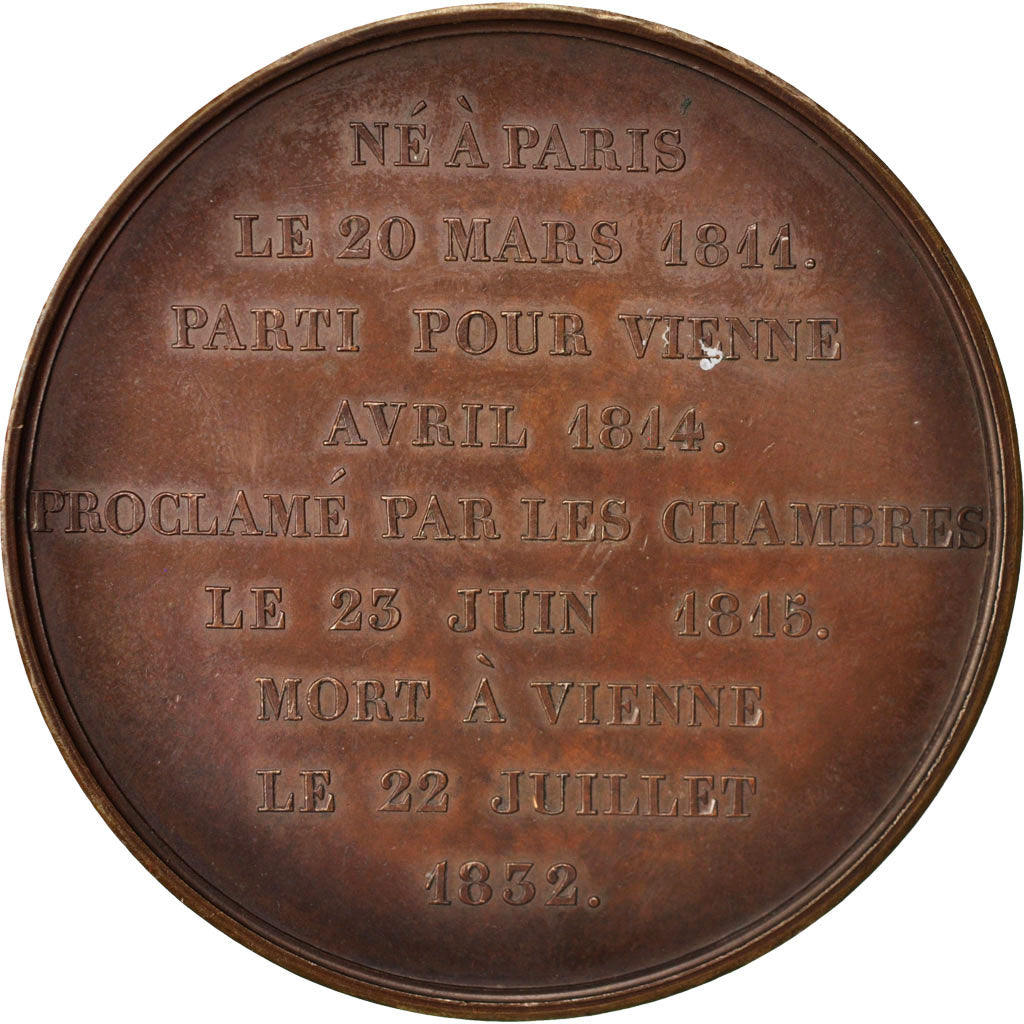 NÉ À PARIS
LE 20 MARS 1811.
PARTI POUR VIENNE
AVRIL 1814.
PROCLAMÉ PAR LES CHAMBRES
LE 23 JUIN 1815.
MORT À VIENNE
LE 22 JUILLET
1832.